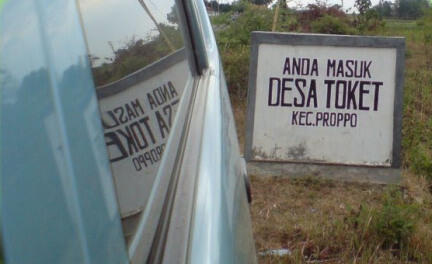 ANDA MASUK
DESA TOKET
KEC.PROPPO